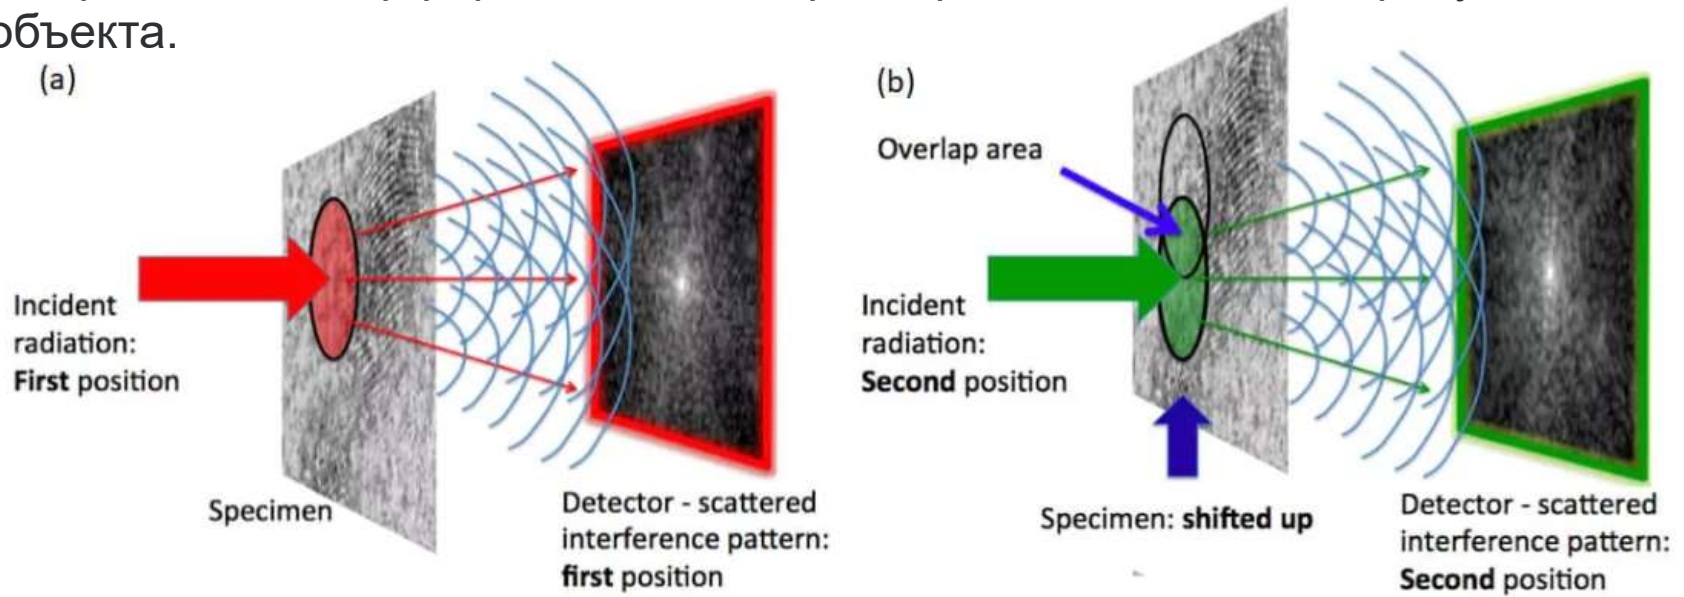 объекта.
(a)
Incident
radiation:
First position
Specimen
Detector - scattered
interference pattern:
first position
(b)
Overlap area
Incident
radiation:
Second position
Specimen: shifted up
Detector - scattered
interference pattern:
Second position